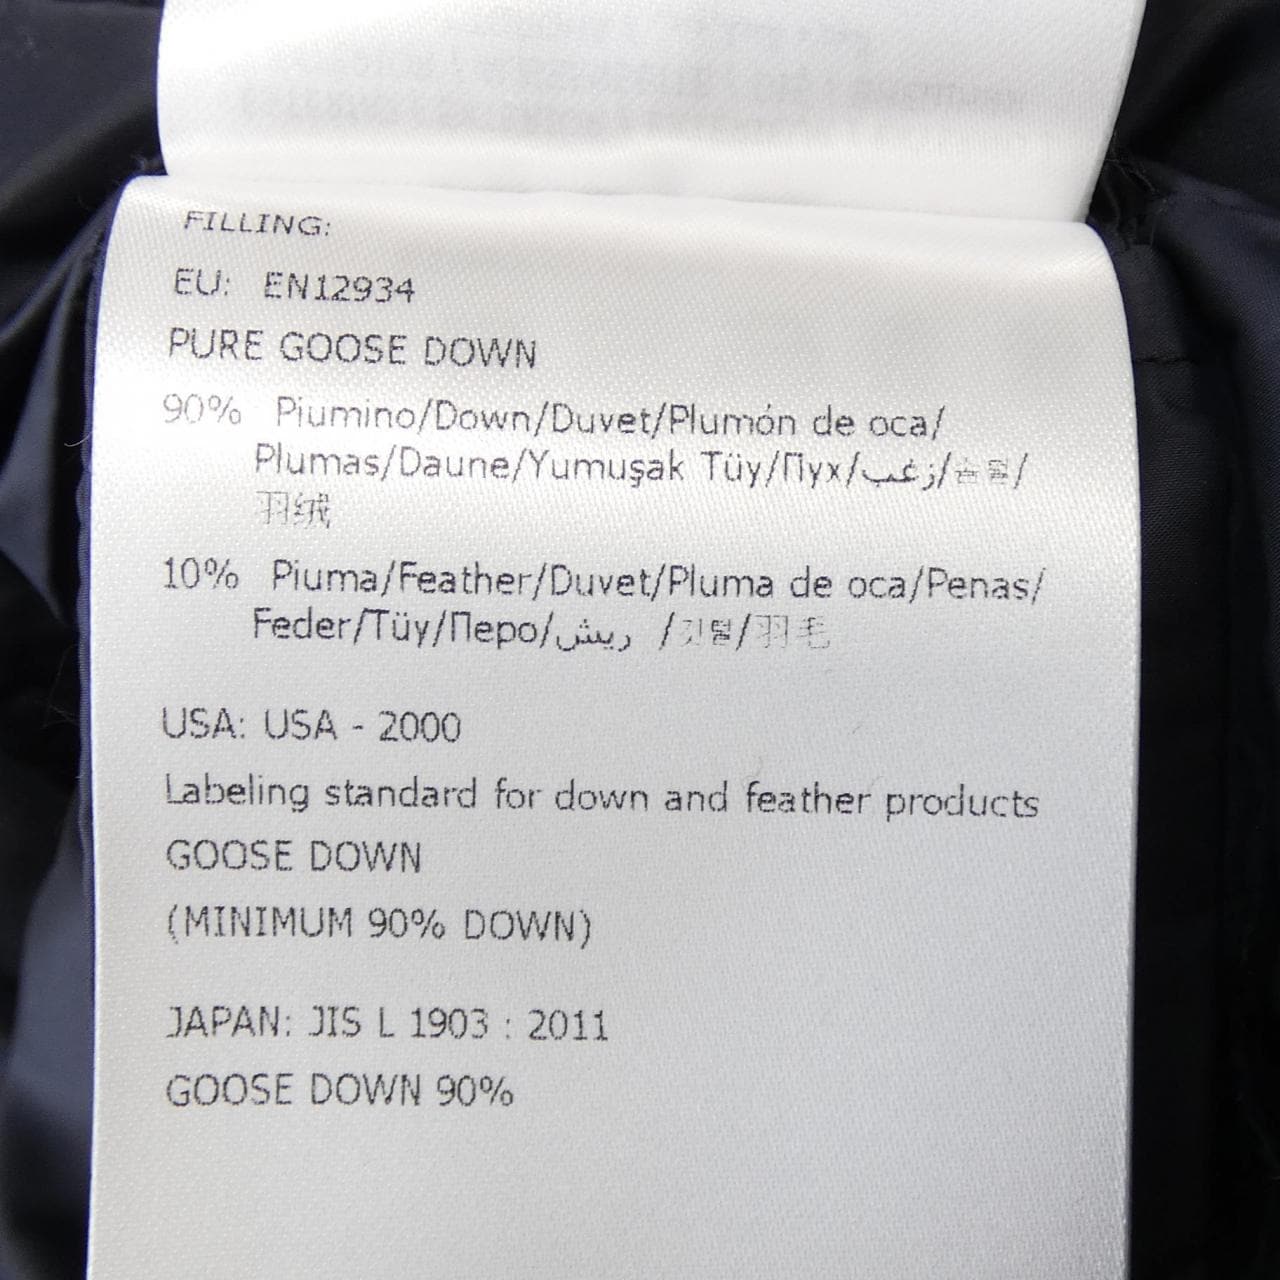 FILLING:
EU: EN12934
PURE GOOSE DOWN
90% Piumino/Down/Duvet/Plumón de oca/
Plumas/Daune/Yumuşak Tüy/Пух/زغب/솜털/
羽绒
10% Piuma/Feather/Duvet/Pluma de oca/Penas/
Feder/Tüy/Перо/ريش /깃털/羽毛
USA: USA - 2000
Labeling standard for down and feather products
GOOSE DOWN
(MINIMUM 90% DOWN)
JAPAN: JIS L 1903 : 2011
GOOSE DOWN 90%